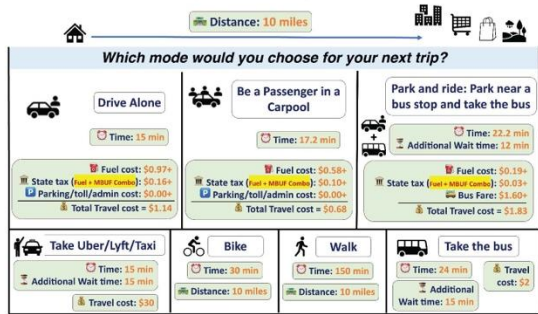 Distance: 10 miles
Which mode would you choose for your next trip?
Drive Alone
Time: 15 min
Fuel cost: $0.97+
State tax (Fuel + MBUF Combo): $0.16+
Parking/toll/admin cost: $0.00+
Total Travel cost = $1.14
Be a Passenger in a
Carpool
Time: 17.2 min
Fuel cost: $0.58+
State tax (Fuel + MBUF Combo): $0.10+
Parking/toll/admin cost: $0.00+
Total Travel cost = $0.68
Park and ride: Park near a
bus stop and take the bus
Time: 22.2 min
Additional Wait time: 12 min
Fuel cost: $0.19+
State tax (Fuel + MBUF Combo): $0.03+
Bus Fare: $1.60+
Total Travel cost = $1.83
Take Uber/Lyft/Taxi
Time: 15 min
Additional Wait time: 15 min
Travel cost: $30
Bike
Time: 30 min
Distance: 10 miles
Walk
Time: 150 min
Distance: 10 miles
Take the bus
Time: 24 min
Additional
Wait time: 15 min
Travel
cost: $2